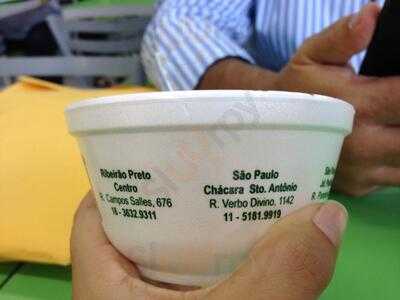 Ribeirão Preto
Centro
R. Campos Salles, 676
16 - 3632.9311
São Paulo
Chácara Sto. Antônio
R. Verbo Divino, 1142
11 - 5181.9919
São
R.